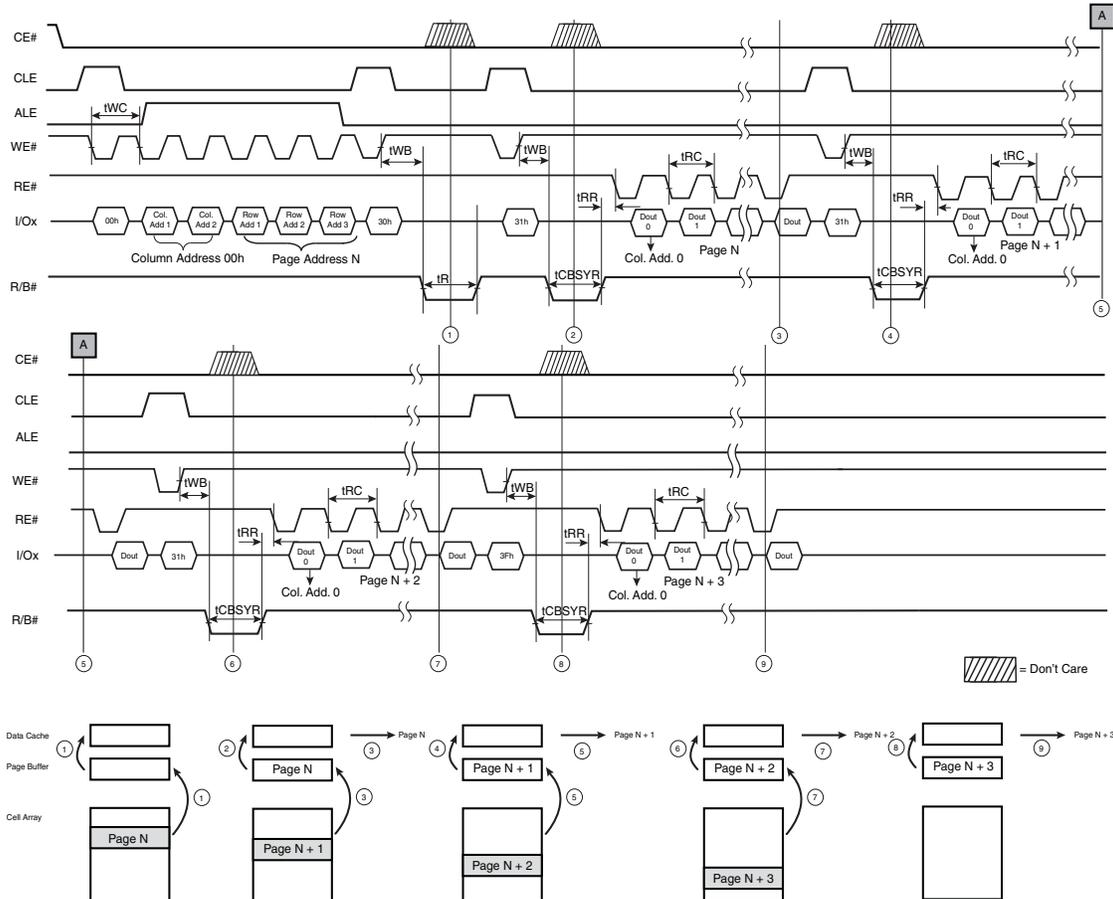 A
CE#
CLE
ALE
tWC
WE#
tWB
tWB
tRC
tWB
tRC
RE#
tRR
tRR
I/Ox
00h
Col. Add 1
Col. Add 2
Row Add 1
Row Add 2
Row Add 3
30h
31h
Dout 0
Dout 1
Dout
31h
Dout 0
Dout 1
Column Address 00h
Page Address N
Page N
Page N + 1
Col. Add. 0
Col. Add. 0
R/B#
tR
tCBSYR
tCBSYR
1
2
3
4
5
A
CE#
CLE
ALE
WE#
tWB
tRC
tWB
tRC
RE#
tRR
tRR
I/Ox
Dout
31h
Dout 0
Dout 1
Dout
3Fh
Dout 0
Dout 1
Dout
Page N + 2
Page N + 3
Col. Add. 0
Col. Add. 0
R/B#
tCBSYR
tCBSYR
5
6
7
8
9
= Don't Care
Data Cache
1
2
3
Page N
4
5
Page N + 1
6
7
Page N + 2
8
9
Page N + 3
Page Buffer
Page N
Page N + 1
Page N + 2
Page N + 3
1
3
5
7
Cell Array
Page N
Page N + 1
Page N + 2
Page N + 3